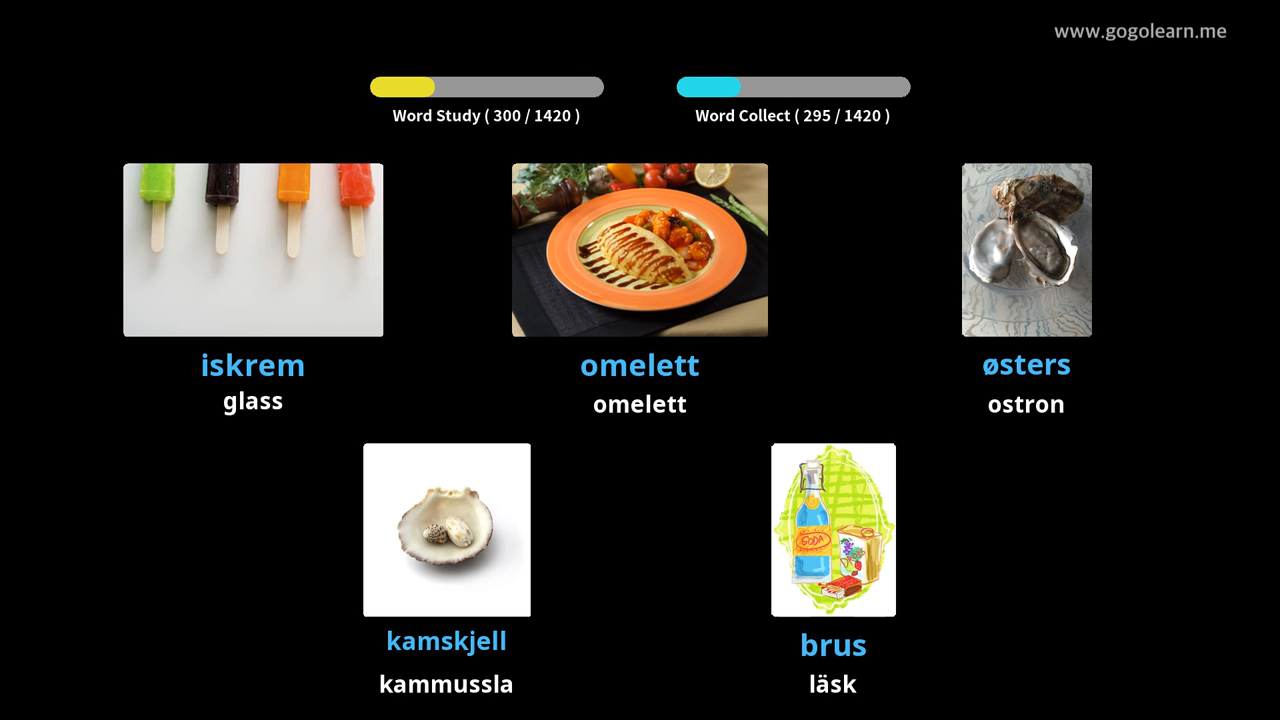 www.gogolearn.me
Word Study ( 300 / 1420 )
Word Collect ( 295 / 1420 )
iskrem
glass
omelett
omelett
østers
ostron
SODA
kamskjell
kammussla
brus
läsk